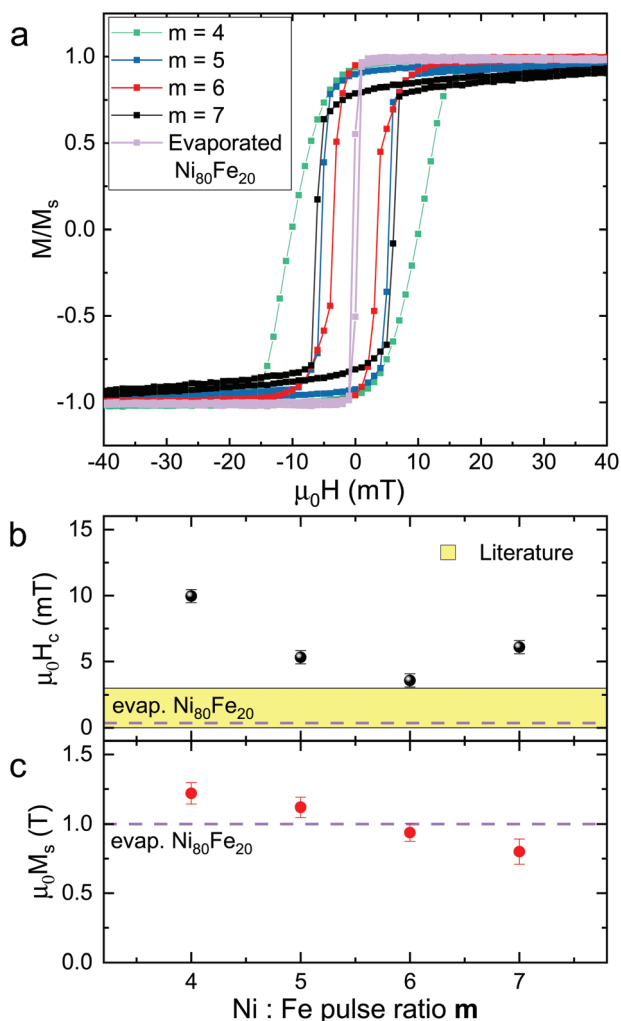 a
m = 4
m = 5
m = 6
m = 7
Evaporated
Ni80Fe20
1.0
0.5
0.0
-0.5
-1.0
M/Ms
-40 -30 -20 -10 0 10 20 30 40
μ0H (mT)
b
Literature
15
10
5
0
μ0Hc (mT)
evap. Ni80Fe20
c
1.5
1.0
0.5
0.0
μ0Ms (T)
evap. Ni80Fe20
4 5 6 7
Ni : Fe pulse ratio m